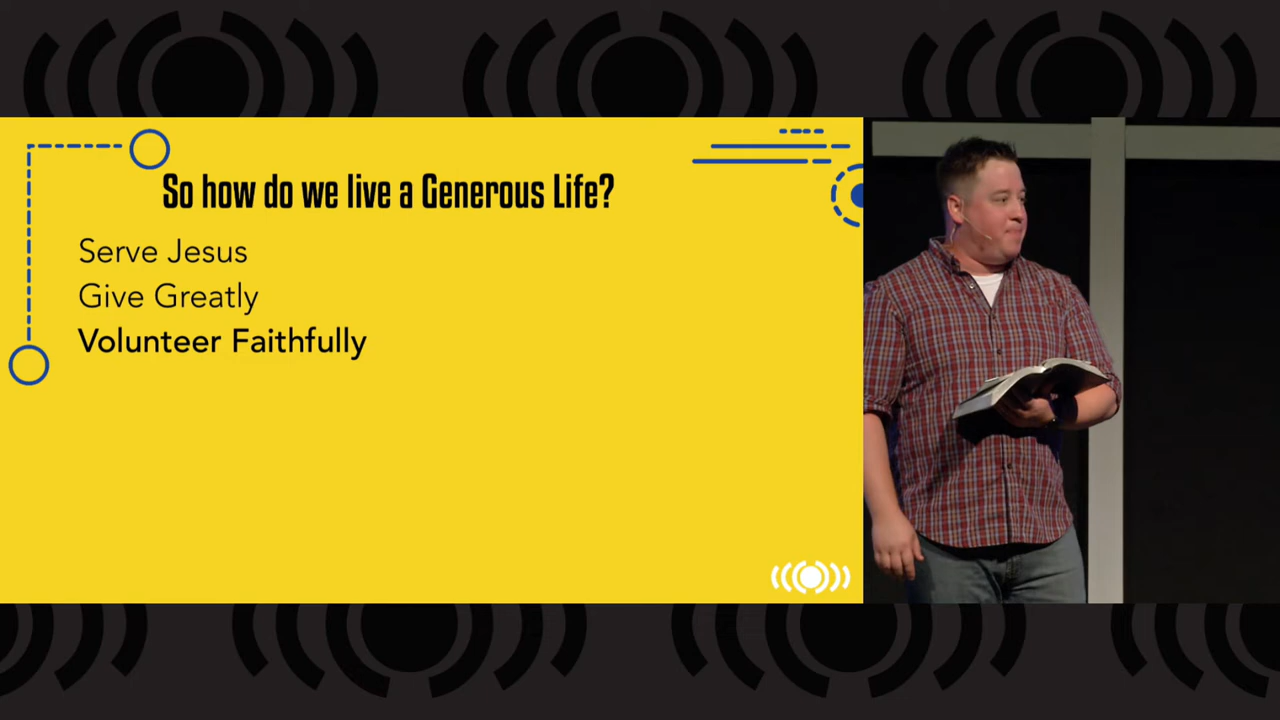 So how do we live a Generous Life?
Serve Jesus
Give Greatly
Volunteer Faithfully